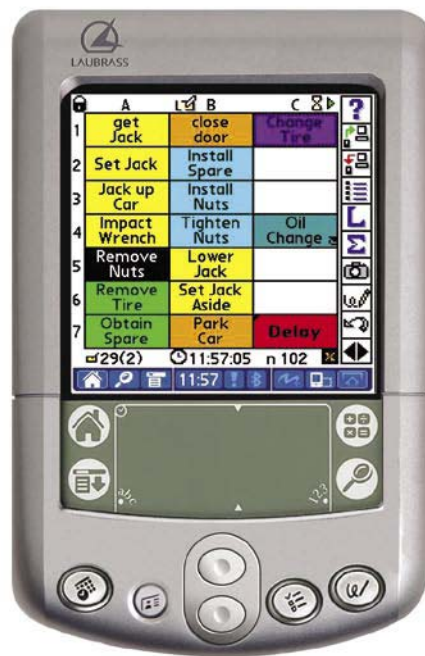 LAUBRASS
A B C
1 get Jack close door Change Tire
2 Set Jack Install Spare
3 Jack up Car Install Nuts
4 Impact Wrench Tighten Nuts Oil Change
5 Remove Nuts Lower Jack
6 Remove Tire Set Jack Aside
7 Obtain Spare Park Car Delay
29(2) 11:57:05 n 102
11:57
abc 123